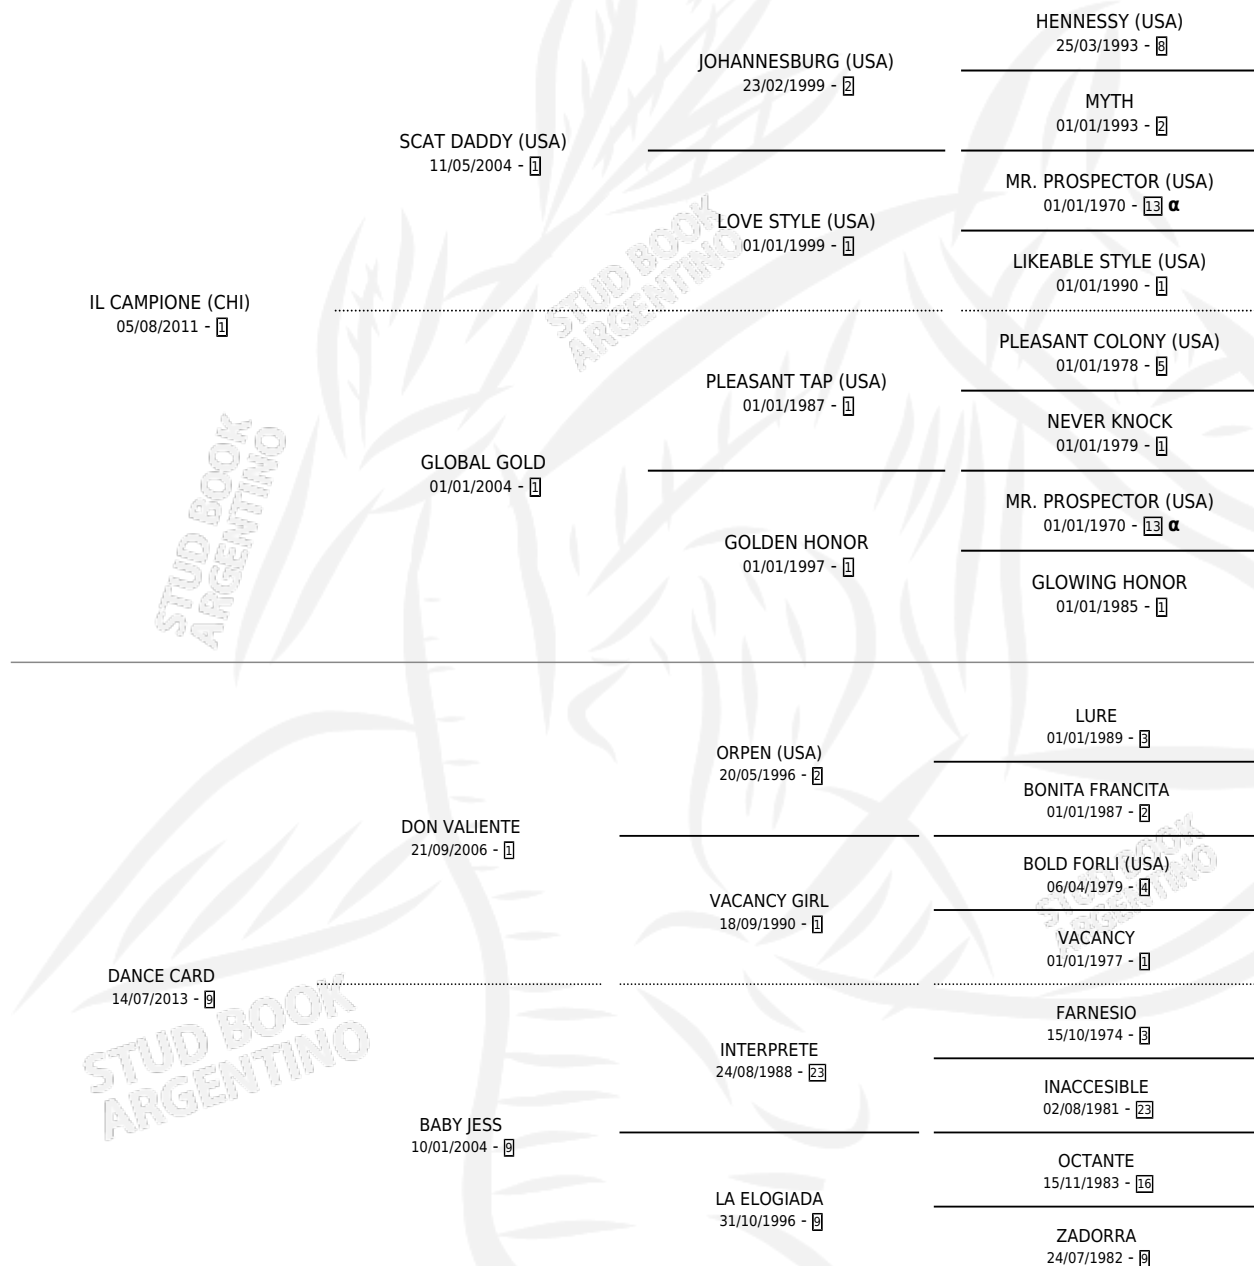 HENNESSY (USA)
25/03/1993 - 8
JOHANNESBURG (USA)
23/02/1999 - 2
MYTH
01/01/1993 - 2
SCAT DADDY (USA)
11/05/2004 - 1
MR. PROSPECTOR (USA)
01/01/1970 - 13 α
LOVE STYLE (USA)
01/01/1999 - 1
LIKEABLE STYLE (USA)
01/01/1990 - 1
IL CAMPIONE (CHI)
05/08/2011 - 1
PLEASANT COLONY (USA)
01/01/1978 - 5
PLEASANT TAP (USA)
01/01/1987 - 1
NEVER KNOCK
01/01/1979 - 1
GLOBAL GOLD
01/01/2004 - 1
MR. PROSPECTOR (USA)
01/01/1970 - 13 α
GOLDEN HONOR
01/01/1997 - 1
GLOWING HONOR
01/01/1985 - 1
LURE
01/01/1989 - 3
ORPEN (USA)
20/05/1996 - 2
BONITA FRANCITA
01/01/1987 - 2
DON VALIENTE
21/09/2006 - 1
BOLD FORLI (USA)
06/04/1979 - 4
VACANCY GIRL
18/09/1990 - 1
VACANCY
01/01/1977 - 1
DANCE CARD
14/07/2013 - 9
FARNESIO
15/10/1974 - 3
INTERPRETE
24/08/1988 - 23
INACCESIBLE
02/08/1981 - 23
BABY JESS
10/01/2004 - 9
OCTANTE
15/11/1983 - 16
LA ELOGIADA
31/10/1996 - 9
ZADORRA
24/07/1982 - 9
STUD BOOK
ARGENTINO
STUD BOOK
ARGENTINO
STUD BOOK
ARGENTINO
STUD BOOK
ARGENTINO